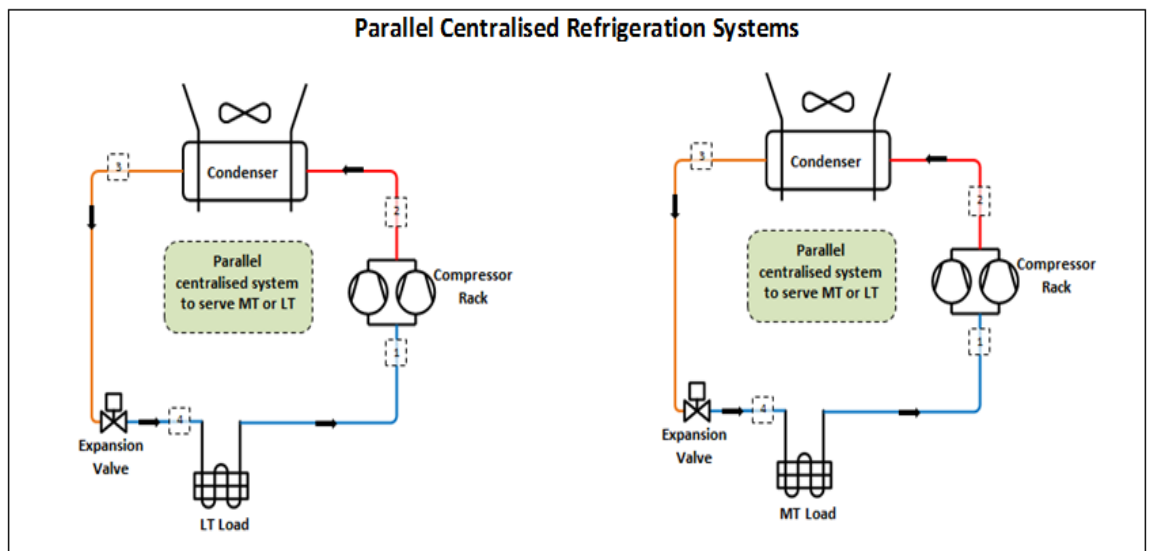 Parallel Centralised Refrigeration Systems
Condenser
3
2
Parallel
centralised system
to serve MT or LT
Compressor
Rack
1
4
Expansion
Valve
LT Load
Condenser
3
2
Parallel
centralised system
to serve MT or LT
Compressor
Rack
1
4
Expansion
Valve
MT Load